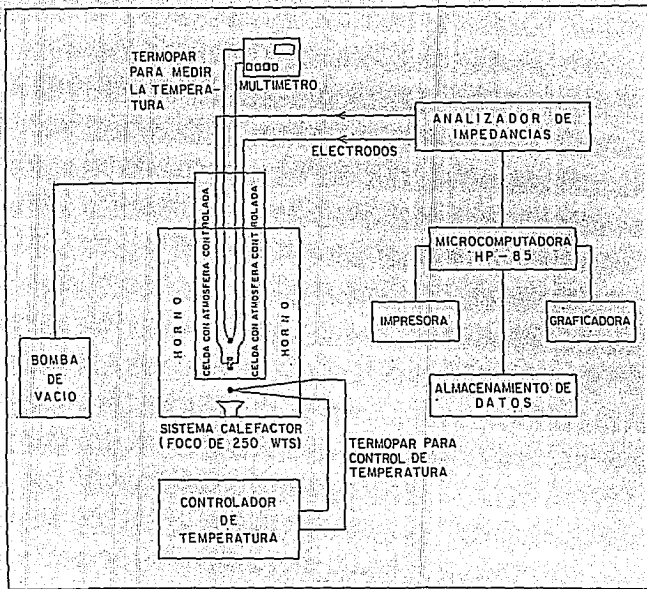 TERMOPAR
PARA MEDIR
LA TEMPERA-
TURA
MULTIMETRO
ANALIZADOR DE
IMPEDANCIAS
ELECTRODOS
CELDA CON ATMOSFERA CONTROLADA
CELDA CON ATMOSFERA CONTROLADA
HORNO
HORNO
MICROCOMPUTADORA
HP-85
IMPRESORA
GRAFICADORA
BOMBA
DE
VACIO
ALMACENAMIENTO DE
DATOS
SISTEMA CALEFACTOR
(FOCO DE 250 WTS)
TERMOPAR PARA
CONTROL DE
TEMPERATURA
CONTROLADOR
DE
TEMPERATURA